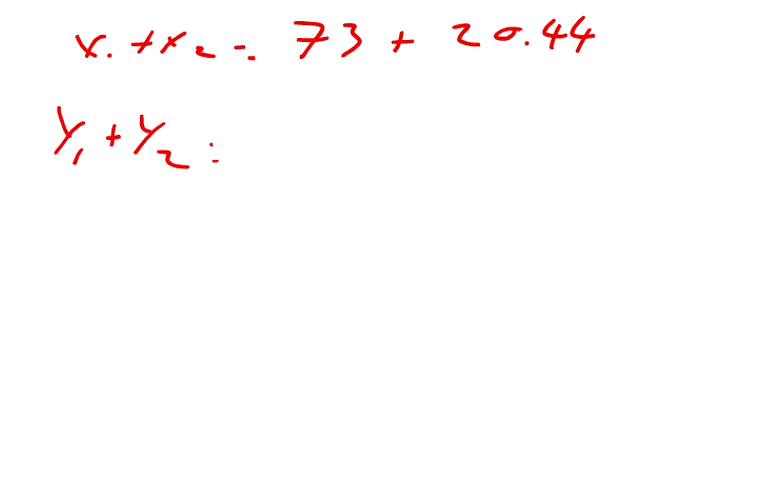 x₁ + x₂ = 73 + 20.44
y₁ + y₂ =